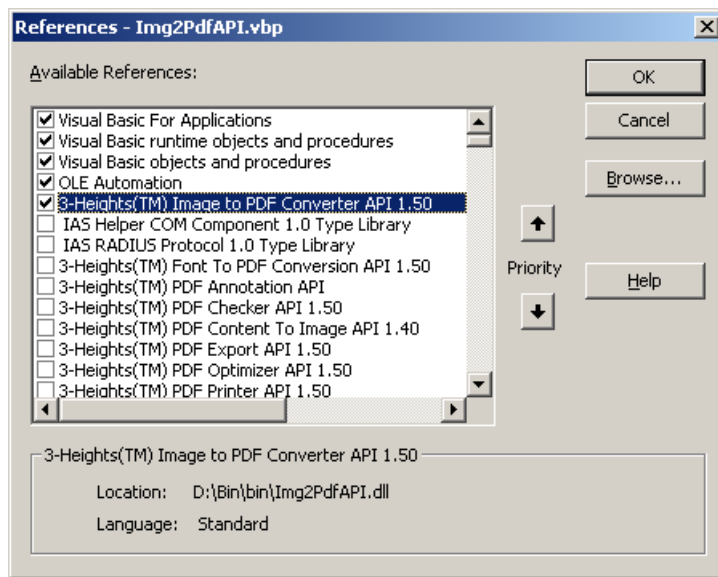 References - Img2PdfAPI.vbp
Available References:
OK
Cancel
Browse...
Help
Visual Basic For Applications
Visual Basic runtime objects and procedures
Visual Basic objects and procedures
OLE Automation
3-Heights(TM) Image to PDF Converter API 1.50
IAS Helper COM Component 1.0 Type Library
IAS RADIUS Protocol 1.0 Type Library
3-Heights(TM) Font To PDF Conversion API 1.50
3-Heights(TM) PDF Annotation API
3-Heights(TM) PDF Checker API 1.50
3-Heights(TM) PDF Content To Image API 1.40
3-Heights(TM) PDF Export API 1.50
3-Heights(TM) PDF Optimizer API 1.50
3-Heights(TM) PDF Printer API 1.50
Priority
3-Heights(TM) Image to PDF Converter API 1.50
Location: D:\Bin\bin\Img2PdfAPI.dll
Language: Standard